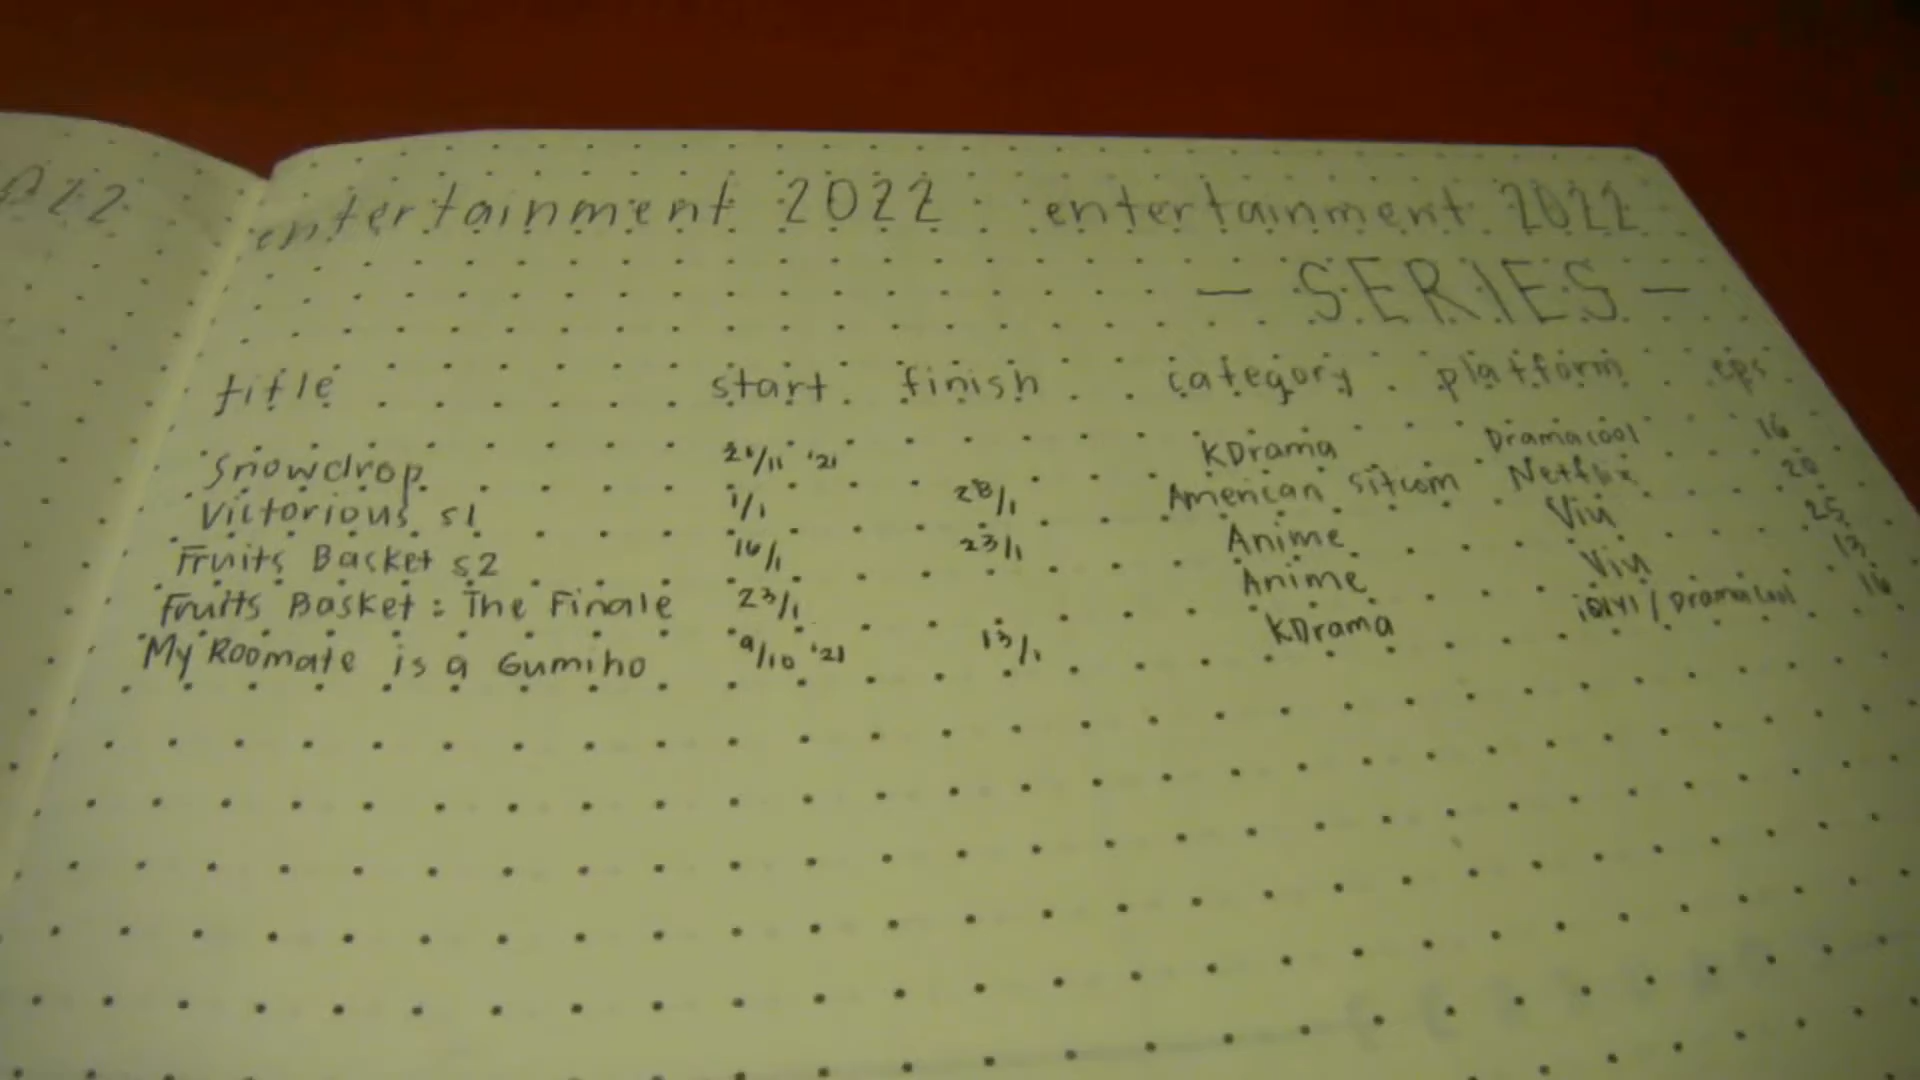 022
entertainment 2022 entertainment 2022
- SERIES -
title start finish category platform eps
Snowdrop 21/11 '21 KDrama Dramacool 16
Victorious s1 1/1 28/1 American sitcom Netflix 20
Fruits Basket s2 16/1 23/1 Anime Viu 25
Fruits Basket: The Finale 23/1 Anime Viu 13
My Roomate is a Gumiho 9/10 '21 13/1 KDrama iQIYI / Dramacool 16